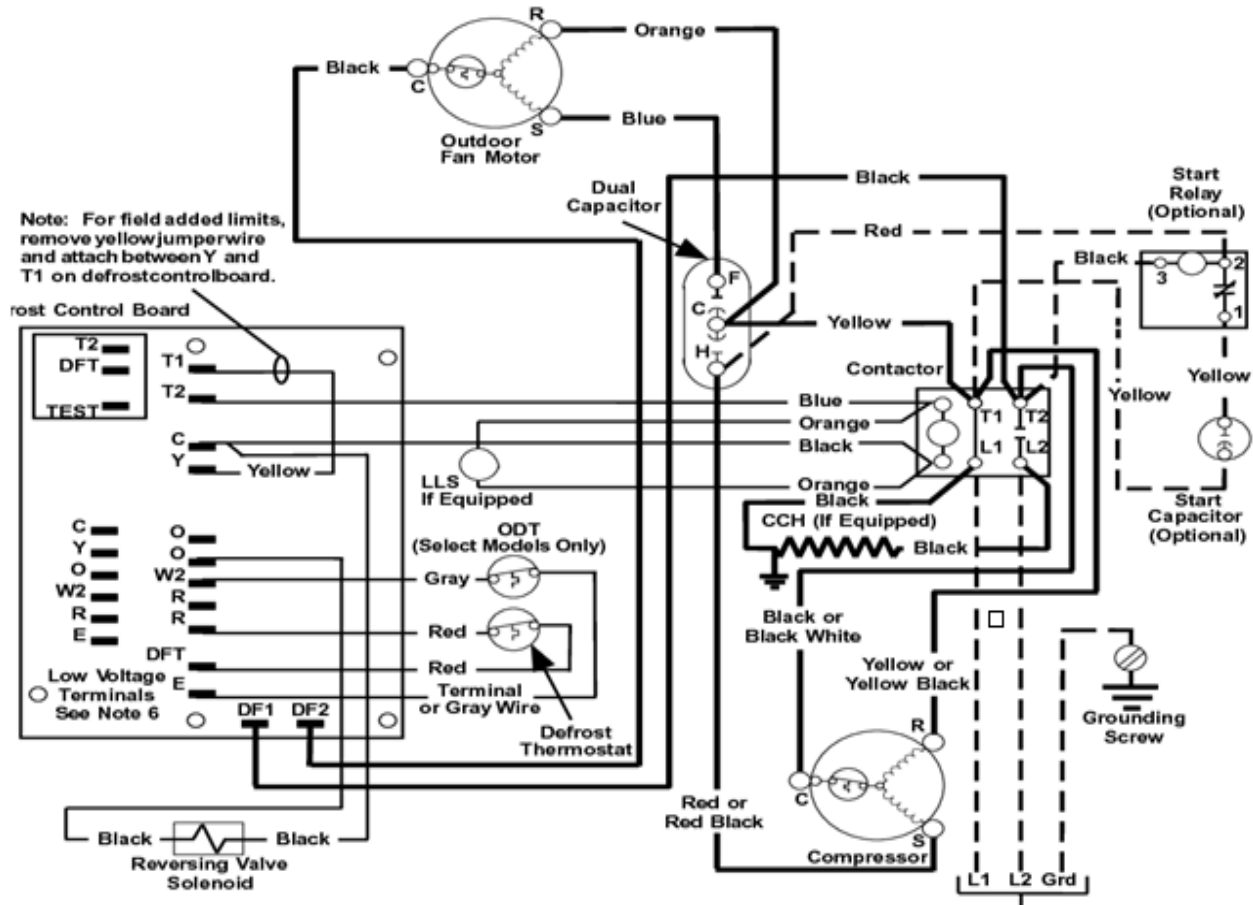 R
Orange
Black
C
S
Blue
Outdoor
Fan Motor
Dual
Capacitor
Black
Start
Relay
(Optional)
Note: For field added limits,
remove yellow jumper wire
and attach between Y and
T1 on defrostcontrolboard.
Red
Black
3
2
1
F
C
H
Yellow
rost Control Board
T2
DFT
TEST
T1
T2
C
Y
Yellow
Contactor
Blue
Orange
Black
Orange
T1
T2
L1
L2
Yellow
Yellow
LLS
If Equipped
Black
CCH (If Equipped)
Black
Start
Capacitor
(Optional)
ODT
(Select Models Only)
C
Y
O
W2
R
E
O
O
W2
R
R
DFT
E
Gray
Red
Red
Terminal
or Gray Wire
Low Voltage
Terminals
See Note 6
DF1
DF2
Defrost
Thermostat
Black or
Black White
Yellow or
Yellow Black
Grounding
Screw
R
C
S
Compressor
Red or
Red Black
Black
Black
Reversing Valve
Solenoid
L1
L2
Grd